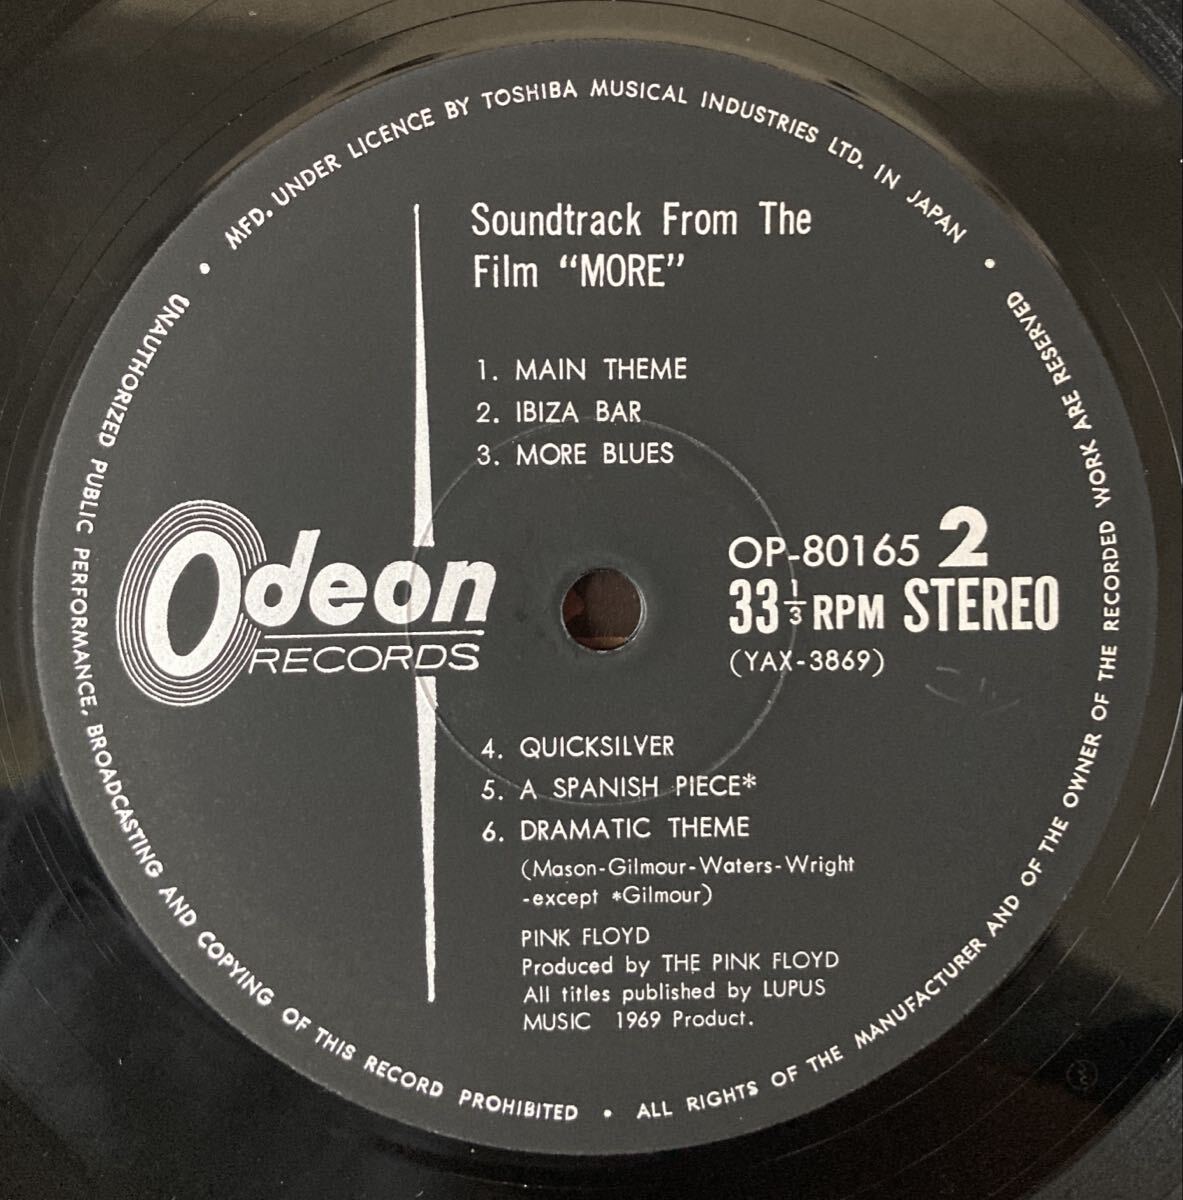 MFD. UNDER LICENCE BY TOSHIBA MUSICAL INDUSTRIES LTD. IN JAPAN
Soundtrack From The
Film “MORE”
1. MAIN THEME
2. IBIZA BAR
3. MORE BLUES
Odeon
RECORDS
OP-80165 2
33 1/3 RPM STEREO
(YAX-3869)
4. QUICKSILVER
5. A SPANISH PIECE*
6. DRAMATIC THEME
(Mason-Gilmour-Waters-Wright
-except *Gilmour)
PINK FLOYD
Produced by THE PINK FLOYD
All titles published by LUPUS
MUSIC 1969 Product.
UNAUTHORIZED PUBLIC PERFORMANCE, BROADCASTING AND COPYING OF THIS RECORD PROHIBITED • ALL RIGHTS OF THE MANUFACTURER AND OF THE OWNER OF THE RECORDED WORK ARE RESERVED